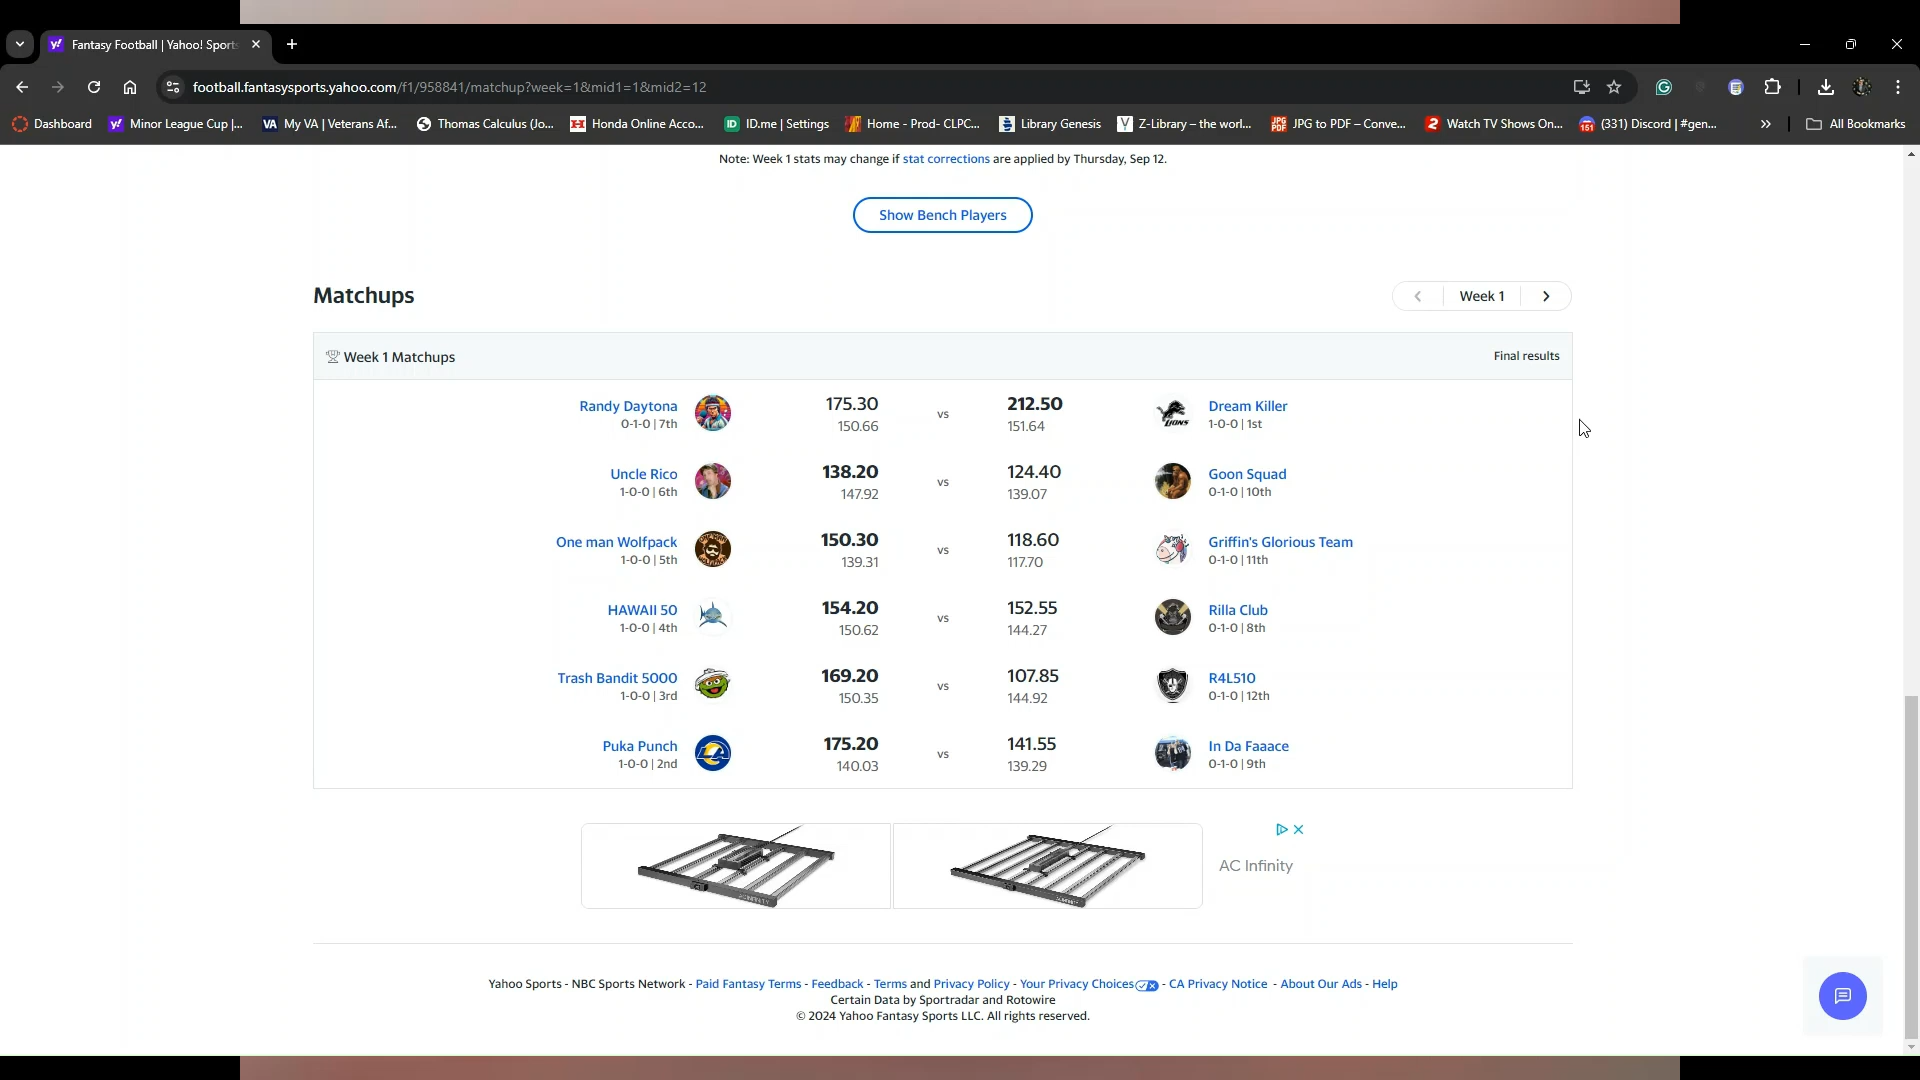 Fantasy Football | Yahoo! Sports
football.fantasysports.yahoo.com/f1/958841/matchup?week=1&mid1=1&mid2=12
Dashboard
Minor League Cup |...
VA My VA | Veterans Af...
Thomas Calculus (Jo...
Honda Online Acco...
ID ID.me | Settings
Home - Prod- CLPC...
Library Genesis
Z-Library – the worl...
JPG PDF JPG to PDF – Conve...
2 Watch TV Shows On...
151 (331) Discord | #gen...
All Bookmarks
Note: Week 1 stats may change if stat corrections are applied by Thursday, Sep 12.
Show Bench Players
Matchups
Week 1
Week 1 Matchups
Final results
Randy Daytona 175.30 vs 212.50 Dream Killer
0-1-0 | 7th 150.66 151.64 LIONS 1-0-0 | 1st
Uncle Rico 138.20 vs 124.40 Goon Squad
1-0-0 | 6th 147.92 139.07 0-1-0 | 10th
One man Wolfpack 150.30 vs 118.60 Griffin's Glorious Team
1-0-0 | 5th 139.31 117.70 0-1-0 | 11th
HAWAII 50 154.20 vs 152.55 Rilla Club
1-0-0 | 4th 150.62 144.27 0-1-0 | 8th
Trash Bandit 5000 169.20 vs 107.85 R4L510
1-0-0 | 3rd 150.35 144.92 0-1-0 | 12th
Puka Punch 175.20 vs 141.55 In Da Faaace
1-0-0 | 2nd 140.03 139.29 0-1-0 | 9th
AC Infinity
Yahoo Sports - NBC Sports Network - Paid Fantasy Terms - Feedback - Terms and Privacy Policy - Your Privacy Choices - CA Privacy Notice - About Our Ads - Help
Certain Data by Sportradar and Rotowire
© 2024 Yahoo Fantasy Sports LLC. All rights reserved.